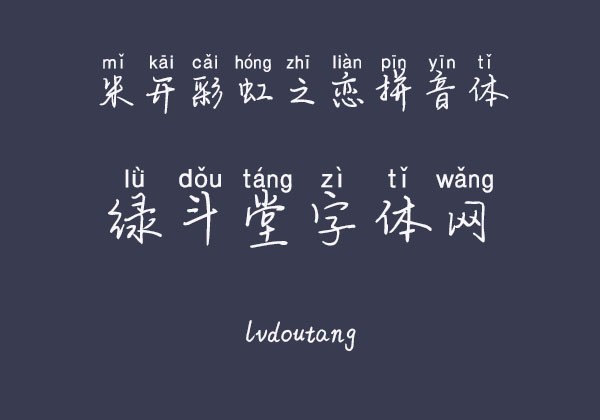 mǐ kāi cǎi hóng zhī liàn pīn yīn tǐ
米开彩虹之恋拼音体
lǜ dǒu táng zì tǐ wǎng
绿斗堂字体网
lvdoutang